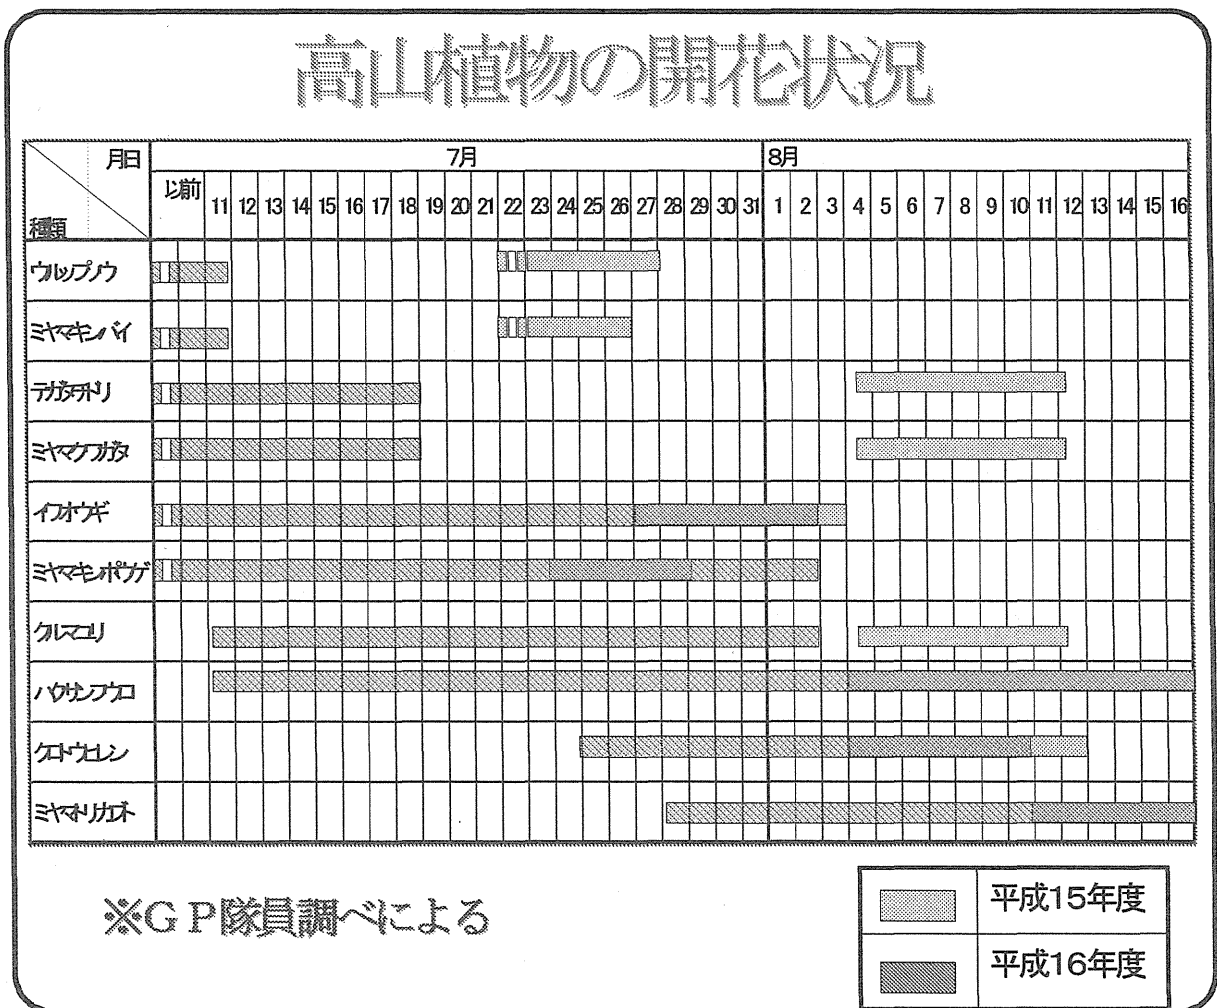 高山植物の開花状況
月日
種類
7月
8月
以前 11 12 13 14 15 16 17 18 19 20 21 22 23 24 25 26 27 28 29 30 31 1 2 3 4 5 6 7 8 9 10 11 12 13 14 15 16
ウルップソウ
ミヤマキンバイ
テガタチドリ
ミヤマクワガタ
イワオウギ
ミヤマキンポウゲ
クルマユリ
ハクサンフウロ
クロトウヒレン
ミヤマトリカブト
※GP隊員調べによる
平成15年度
平成16年度